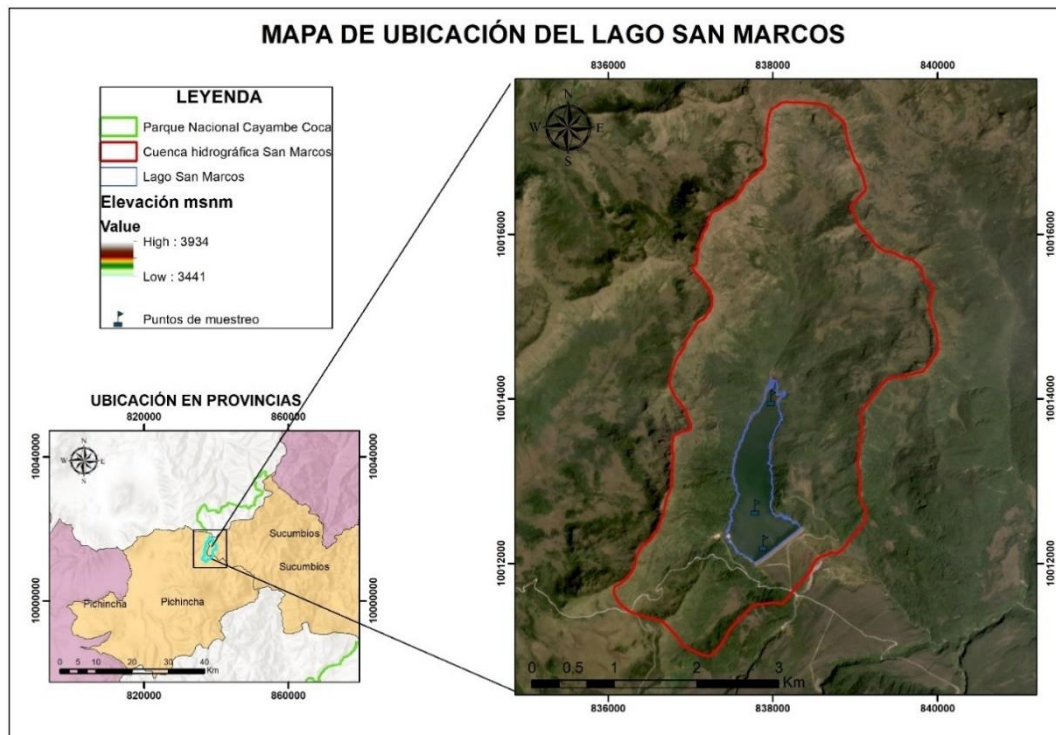 MAPA DE UBICACIÓN DEL LAGO SAN MARCOS
LEYENDA
Parque Nacional Cayambe Coca
Cuenca hidrográfica San Marcos
Lago San Marcos
Elevación msnm
Value
High : 3934
Low : 3441
Puntos de muestreo
UBICACIÓN EN PROVINCIAS
820000 860000
10040000
10000000
N
W E
S
Sucumbios
Sucumbios
Pichincha Pichincha
0 5 10 20 30 40
Km
820000 860000
836000 838000 840000
N
W E
S
10016000 10016000
10014000 10014000
10012000 10012000
0 0,5 1 2 3
Km
836000 838000 840000